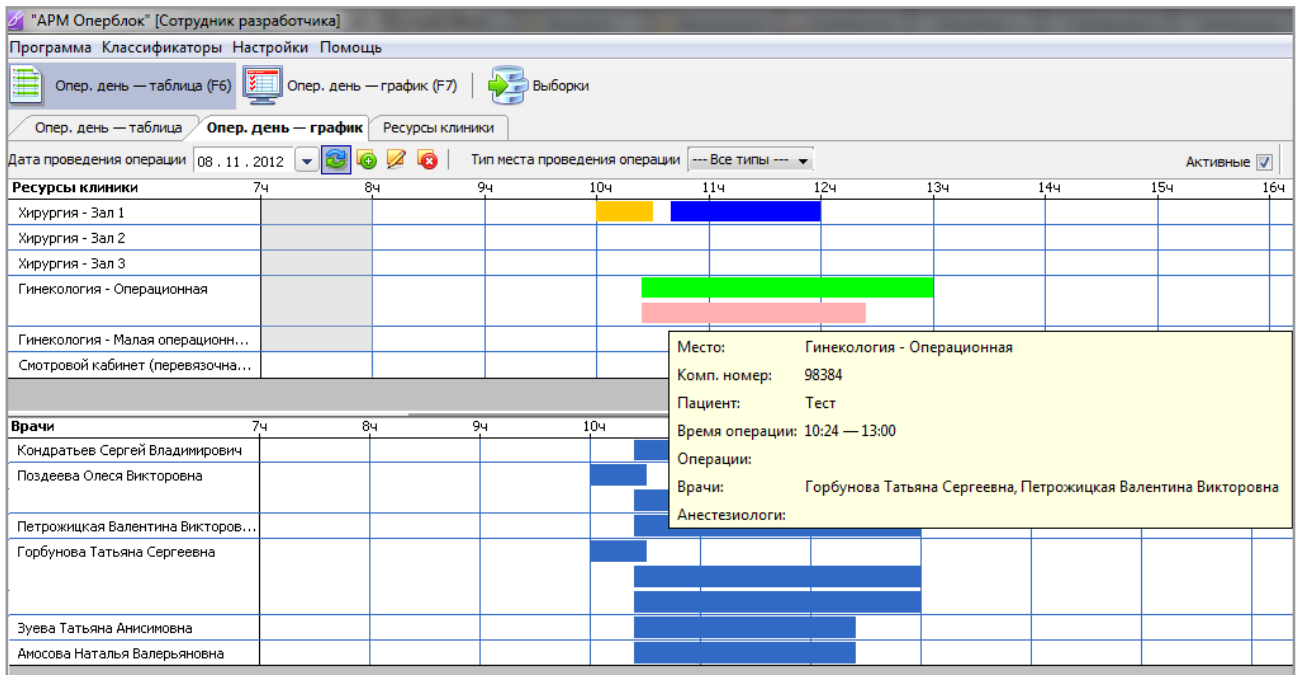 "АРМ Оперблок" [Сотрудник разработчика]
Программа Классификаторы Настройки Помощь
Опер. день — таблица (F6) Опер. день — график (F7) Выборки
Опер. день — таблица Опер. день — график Ресурсы клиники
Дата проведения операции 08 . 11 . 2012 Тип места проведения операции --- Все типы --- Активные
Ресурсы клиники 7ч 8ч 9ч 10ч 11ч 12ч 13ч 14ч 15ч 16ч
Хирургия - Зал 1
Хирургия - Зал 2
Хирургия - Зал 3
Гинекология - Операционная
Гинекология - Малая операционн...
Смотровой кабинет (перевязочна...
Место: Гинекология - Операционная
Комп. номер: 98384
Пациент: Тест
Время операции: 10:24 — 13:00
Операции:
Врачи: Горбунова Татьяна Сергеевна, Петрожицкая Валентина Викторовна
Анестезиологи:
Врачи 7ч 8ч 9ч 10ч
Кондратьев Сергей Владимирович
Поздеева Олеся Викторовна
Петрожицкая Валентина Викторов...
Горбунова Татьяна Сергеевна
Зуева Татьяна Анисимовна
Амосова Наталья Валерьяновна